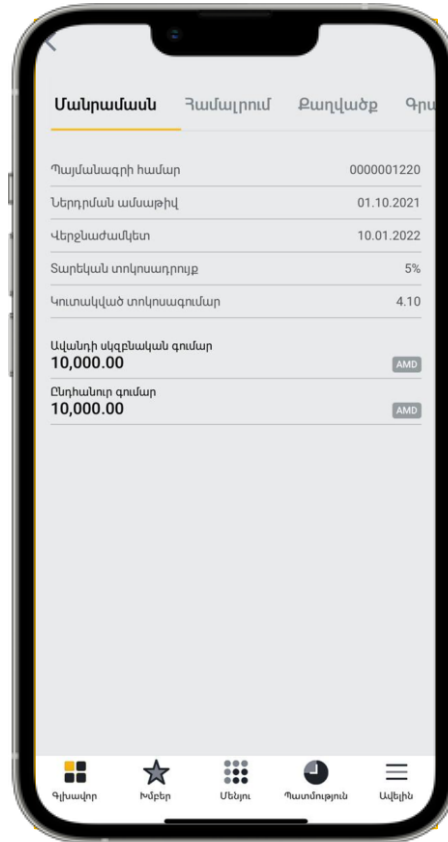 Մանրամասն Համալրում Քաղվածք Գրա
Պայմանագրի համար 0000001220
Ներդրման ամսաթիվ 01.10.2021
Վերջնաժամկետ 10.01.2022
Տարեկան տոկոսադրույք 5%
Կուտակված տոկոսագումար 4.10
Ավանդի սկզբնական գումար
10,000.00 AMD
Ընդհանուր գումար
10,000.00 AMD
Գլխավոր Խմբեր Մենյու Պատմություն Ավելին